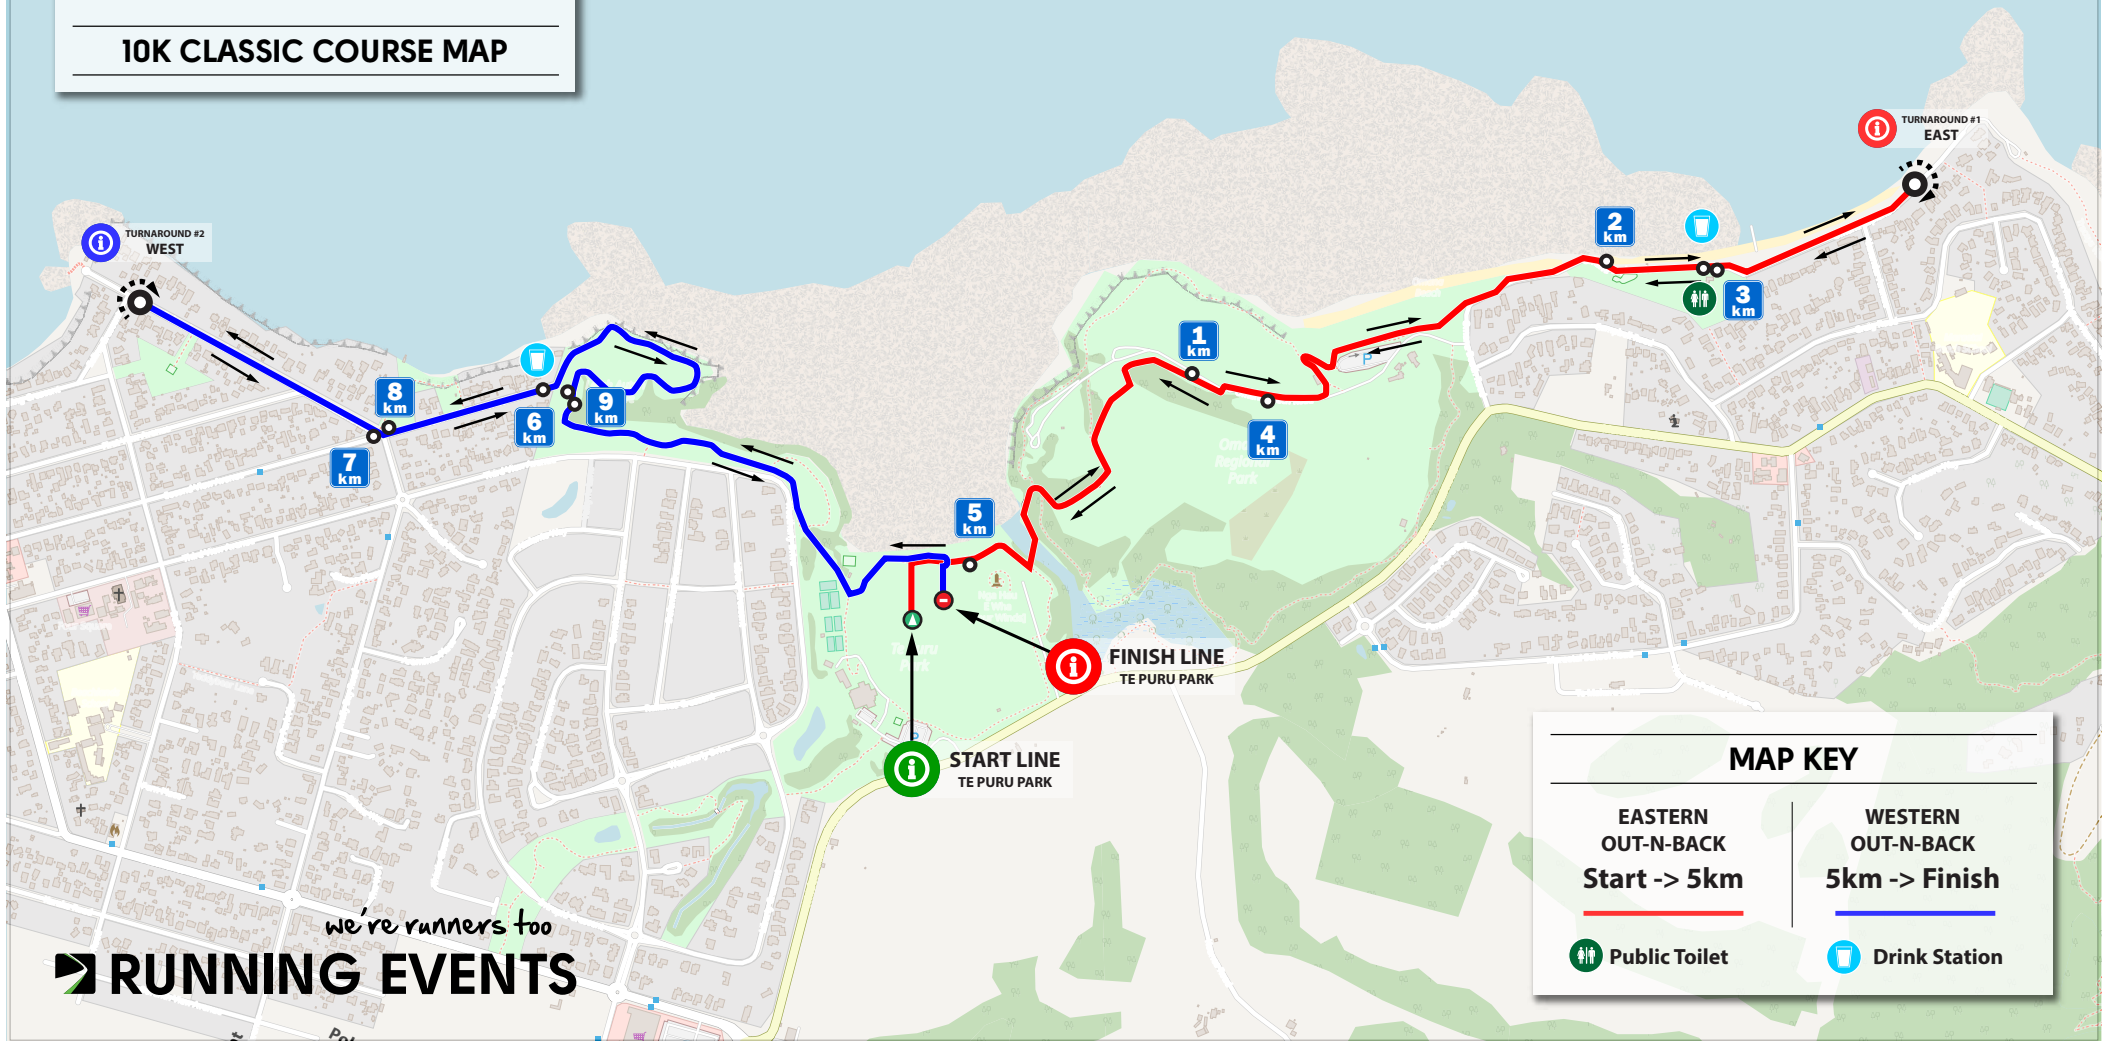 10K CLASSIC COURSE MAP
TURNAROUND #1
EAST
TURNAROUND #2
WEST
2
km
3
km
1
km
4
km
8
km
9
km
6
km
7
km
5
km
P
Regional
Park
Park
FINISH LINE
TE PURU PARK
START LINE
TE PURU PARK
P
MAP KEY
EASTERN
OUT-N-BACK
Start -> 5km
WESTERN
OUT-N-BACK
5km -> Finish
Public Toilet
Drink Station
we're runners too
RUNNING EVENTS